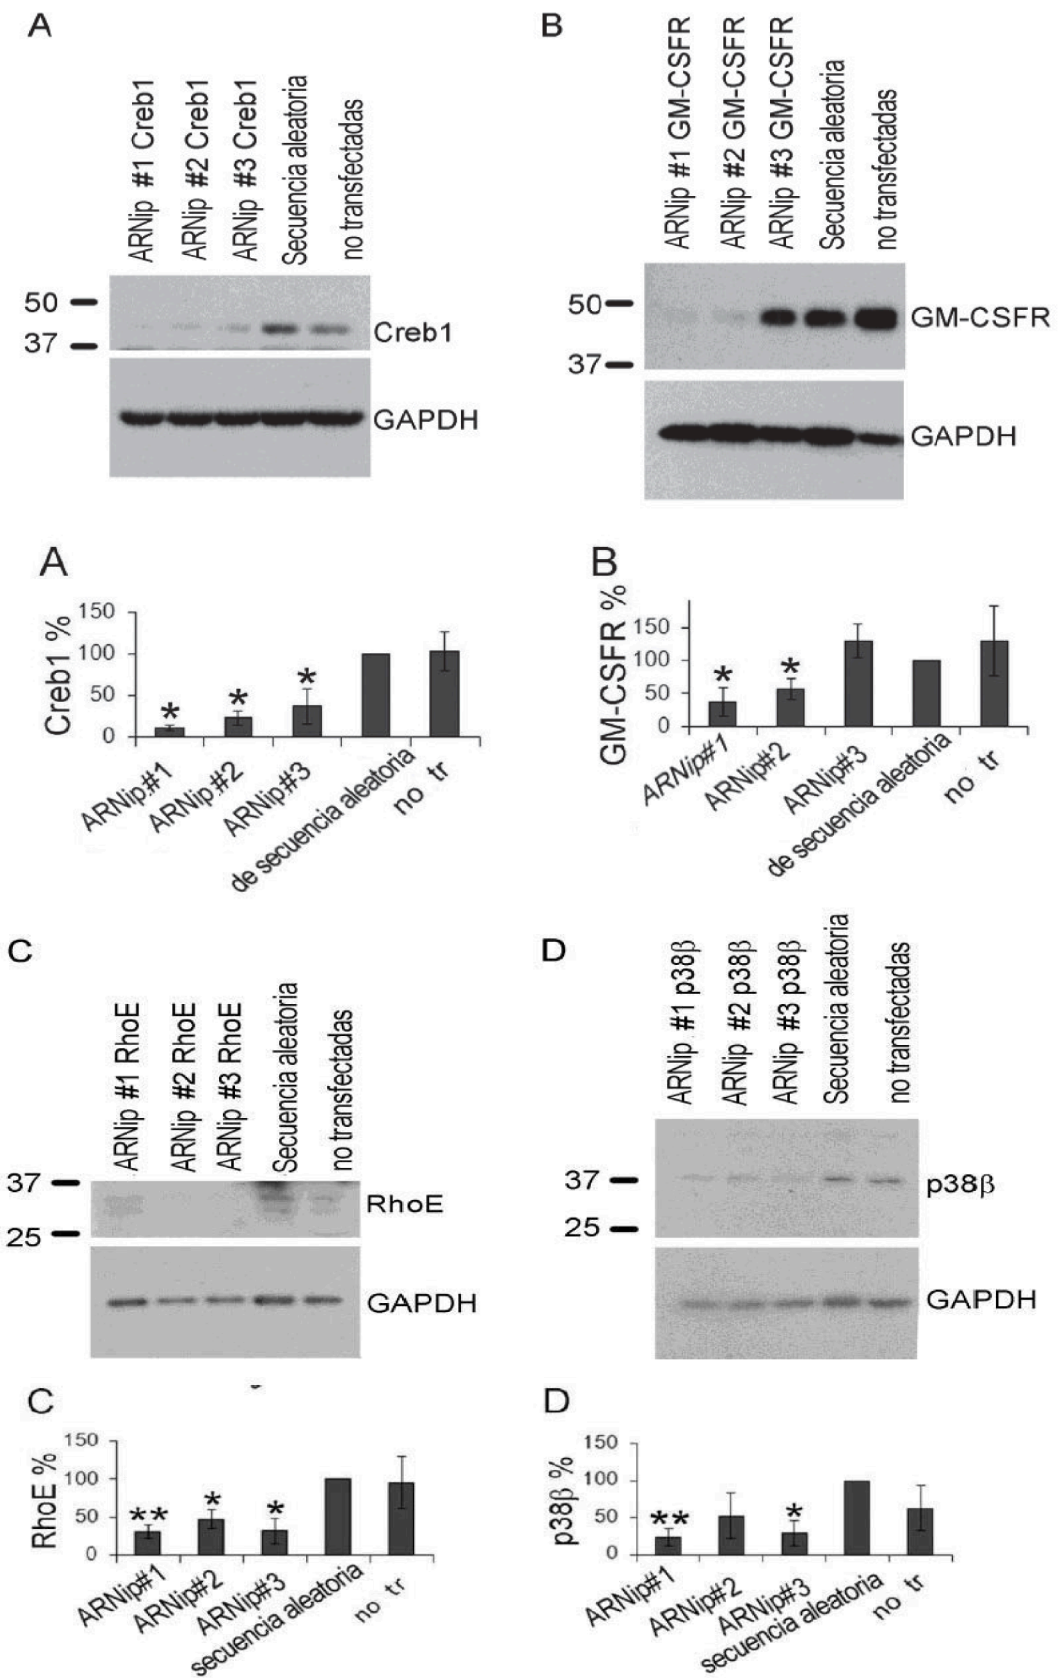 A
ARNip #1 Creb1
ARNip #2 Creb1
ARNip #3 Creb1
Secuencia aleatoria
no transfectadas
50
37
Creb1
GAPDH
B
ARNip #1 GM-CSFR
ARNip #2 GM-CSFR
ARNip #3 GM-CSFR
Secuencia aleatoria
no transfectadas
50
37
GM-CSFR
GAPDH
A
Creb1 %
150
100
50
0
*
*
*
ARNip#1
ARNip#2
ARNip#3
de secuencia aleatoria
no tr
B
GM-CSFR %
150
100
50
0
*
*
ARNip#1
ARNip#2
ARNip#3
de secuencia aleatoria
no tr
C
ARNip #1 RhoE
ARNip #2 RhoE
ARNip #3 RhoE
Secuencia aleatoria
no transfectadas
37
25
RhoE
GAPDH
D
ARNip #1 p38β
ARNip #2 p38β
ARNip #3 p38β
Secuencia aleatoria
no transfectadas
37
25
p38β
GAPDH
C
RhoE %
150
100
50
0
**
*
*
ARNip#1
ARNip#2
ARNip#3
secuencia aleatoria
no tr
D
p38β %
150
100
50
0
**
*
ARNip#1
ARNip#2
ARNip#3
secuencia aleatoria
no tr